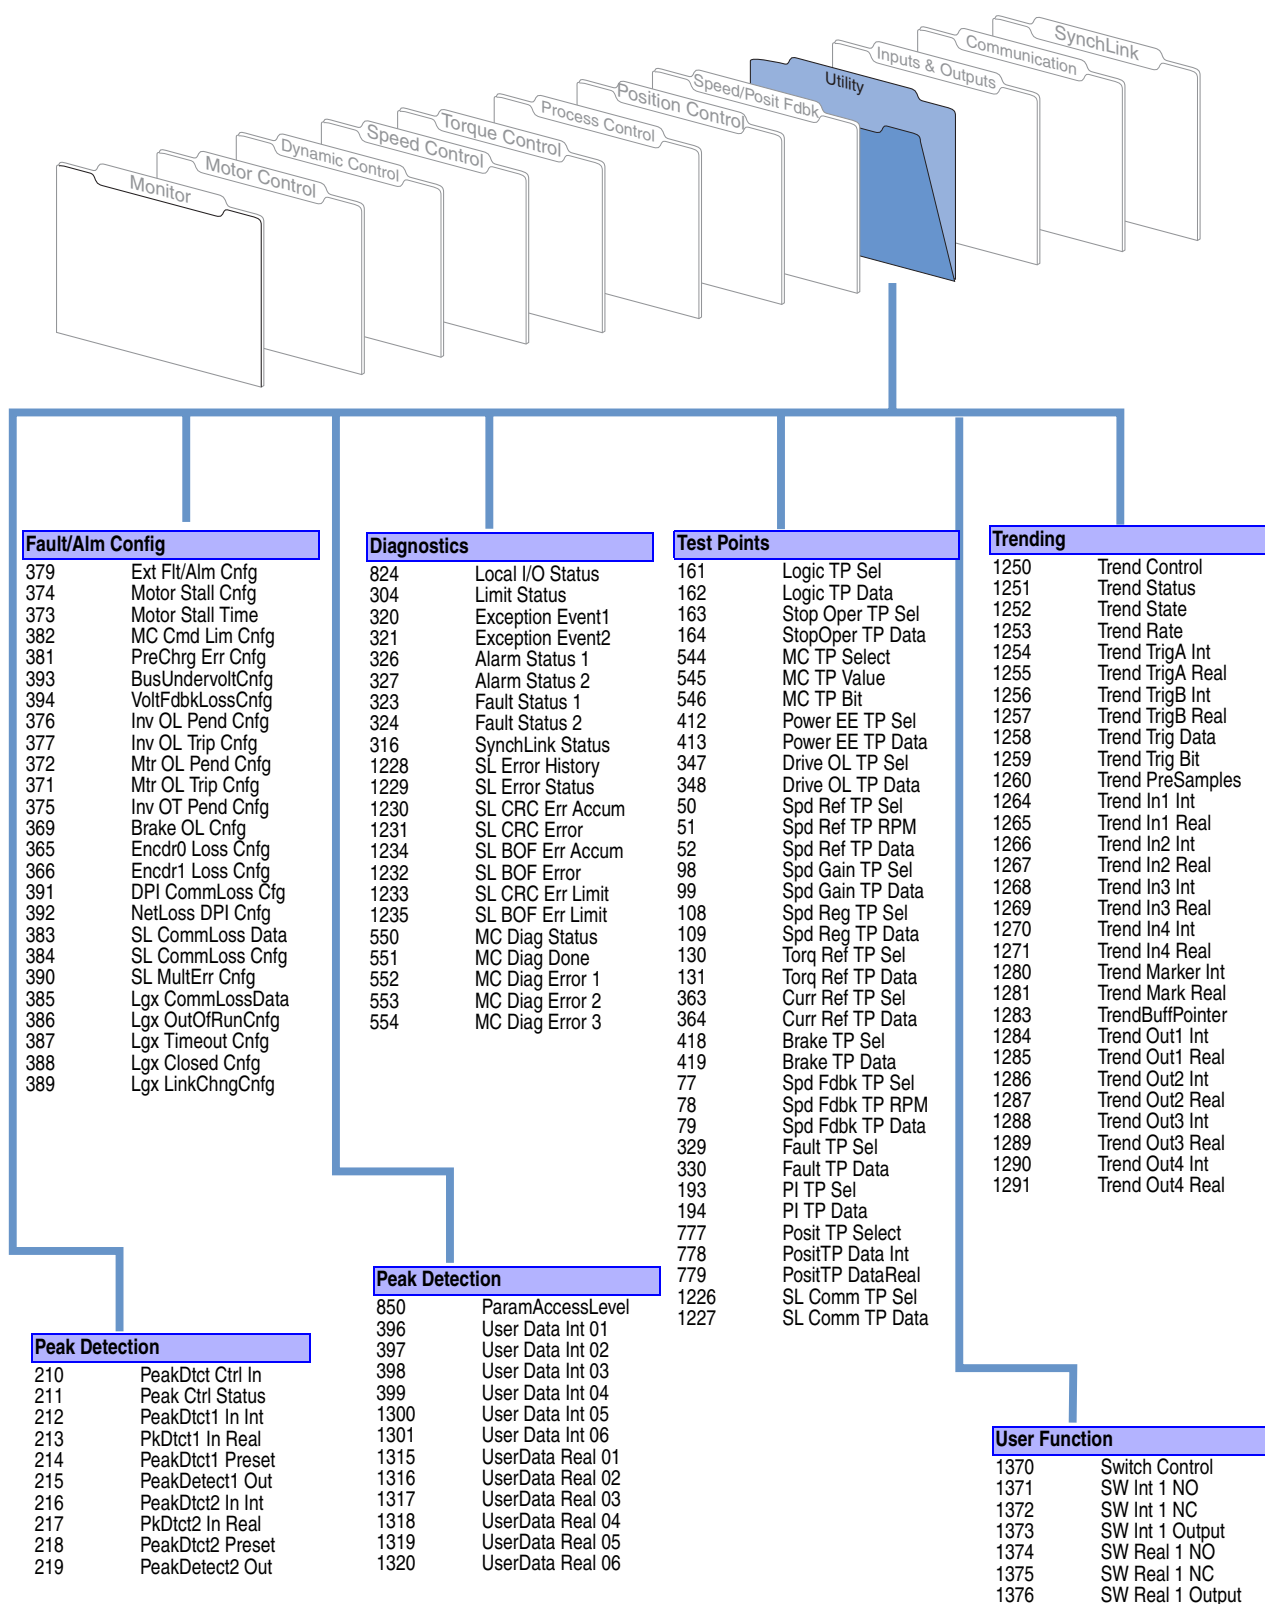 SynchLink
Communication
Inputs & Outputs
Utility
Speed/Posit Fdbk
Position Control
Process Control
Torque Control
Speed Control
Dynamic Control
Motor Control
Monitor
Fault/Alm Config
379 Ext Flt/Alm Cnfg
374 Motor Stall Cnfg
373 Motor Stall Time
382 MC Cmd Lim Cnfg
381 PreChrg Err Cnfg
393 BusUndervoltCnfg
394 VoltFdbkLossCnfg
376 Inv OL Pend Cnfg
377 Inv OL Trip Cnfg
372 Mtr OL Pend Cnfg
371 Mtr OL Trip Cnfg
375 Inv OT Pend Cnfg
369 Brake OL Cnfg
365 Encdr0 Loss Cnfg
366 Encdr1 Loss Cnfg
391 DPI CommLoss Cfg
392 NetLoss DPI Cnfg
383 SL CommLoss Data
384 SL CommLoss Cnfg
390 SL MultErr Cnfg
385 Lgx CommLossData
386 Lgx OutOfRunCnfg
387 Lgx Timeout Cnfg
388 Lgx Closed Cnfg
389 Lgx LinkChngCnfg
Diagnostics
824 Local I/O Status
304 Limit Status
320 Exception Event1
321 Exception Event2
326 Alarm Status 1
327 Alarm Status 2
323 Fault Status 1
324 Fault Status 2
316 SynchLink Status
1228 SL Error History
1229 SL Error Status
1230 SL CRC Err Accum
1231 SL CRC Error
1234 SL BOF Err Accum
1232 SL BOF Error
1233 SL CRC Err Limit
1235 SL BOF Err Limit
550 MC Diag Status
551 MC Diag Done
552 MC Diag Error 1
553 MC Diag Error 2
554 MC Diag Error 3
Test Points
161 Logic TP Sel
162 Logic TP Data
163 Stop Oper TP Sel
164 StopOper TP Data
544 MC TP Select
545 MC TP Value
546 MC TP Bit
412 Power EE TP Sel
413 Power EE TP Data
347 Drive OL TP Sel
348 Drive OL TP Data
50 Spd Ref TP Sel
51 Spd Ref TP RPM
52 Spd Ref TP Data
98 Spd Gain TP Sel
99 Spd Gain TP Data
108 Spd Reg TP Sel
109 Spd Reg TP Data
130 Torq Ref TP Sel
131 Torq Ref TP Data
363 Curr Ref TP Sel
364 Curr Ref TP Data
418 Brake TP Sel
419 Brake TP Data
77 Spd Fdbk TP Sel
78 Spd Fdbk TP RPM
79 Spd Fdbk TP Data
329 Fault TP Sel
330 Fault TP Data
193 PI TP Sel
194 PI TP Data
777 Posit TP Select
778 PositTP Data Int
779 PositTP DataReal
1226 SL Comm TP Sel
1227 SL Comm TP Data
Trending
1250 Trend Control
1251 Trend Status
1252 Trend State
1253 Trend Rate
1254 Trend TrigA Int
1255 Trend TrigA Real
1256 Trend TrigB Int
1257 Trend TrigB Real
1258 Trend Trig Data
1259 Trend Trig Bit
1260 Trend PreSamples
1264 Trend In1 Int
1265 Trend In1 Real
1266 Trend In2 Int
1267 Trend In2 Real
1268 Trend In3 Int
1269 Trend In3 Real
1270 Trend In4 Int
1271 Trend In4 Real
1280 Trend Marker Int
1281 Trend Mark Real
1283 TrendBuffPointer
1284 Trend Out1 Int
1285 Trend Out1 Real
1286 Trend Out2 Int
1287 Trend Out2 Real
1288 Trend Out3 Int
1289 Trend Out3 Real
1290 Trend Out4 Int
1291 Trend Out4 Real
Peak Detection
210 PeakDtct Ctrl In
211 Peak Ctrl Status
212 PeakDtct1 In Int
213 PkDtct1 In Real
214 PeakDtct1 Preset
215 PeakDetect1 Out
216 PeakDtct2 In Int
217 PkDtct2 In Real
218 PeakDtct2 Preset
219 PeakDetect2 Out
Peak Detection
850 ParamAccessLevel
396 User Data Int 01
397 User Data Int 02
398 User Data Int 03
399 User Data Int 04
1300 User Data Int 05
1301 User Data Int 06
1315 UserData Real 01
1316 UserData Real 02
1317 UserData Real 03
1318 UserData Real 04
1319 UserData Real 05
1320 UserData Real 06
User Function
1370 Switch Control
1371 SW Int 1 NO
1372 SW Int 1 NC
1373 SW Int 1 Output
1374 SW Real 1 NO
1375 SW Real 1 NC
1376 SW Real 1 Output